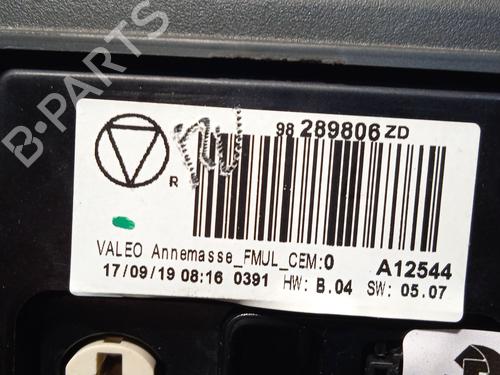 98 289806 ZD
R
VALEO Annemasse_FMUL_CEM:0 A12544
17/09/19 08:16 0391 HW: B.04 SW: 05.07
B-Parts